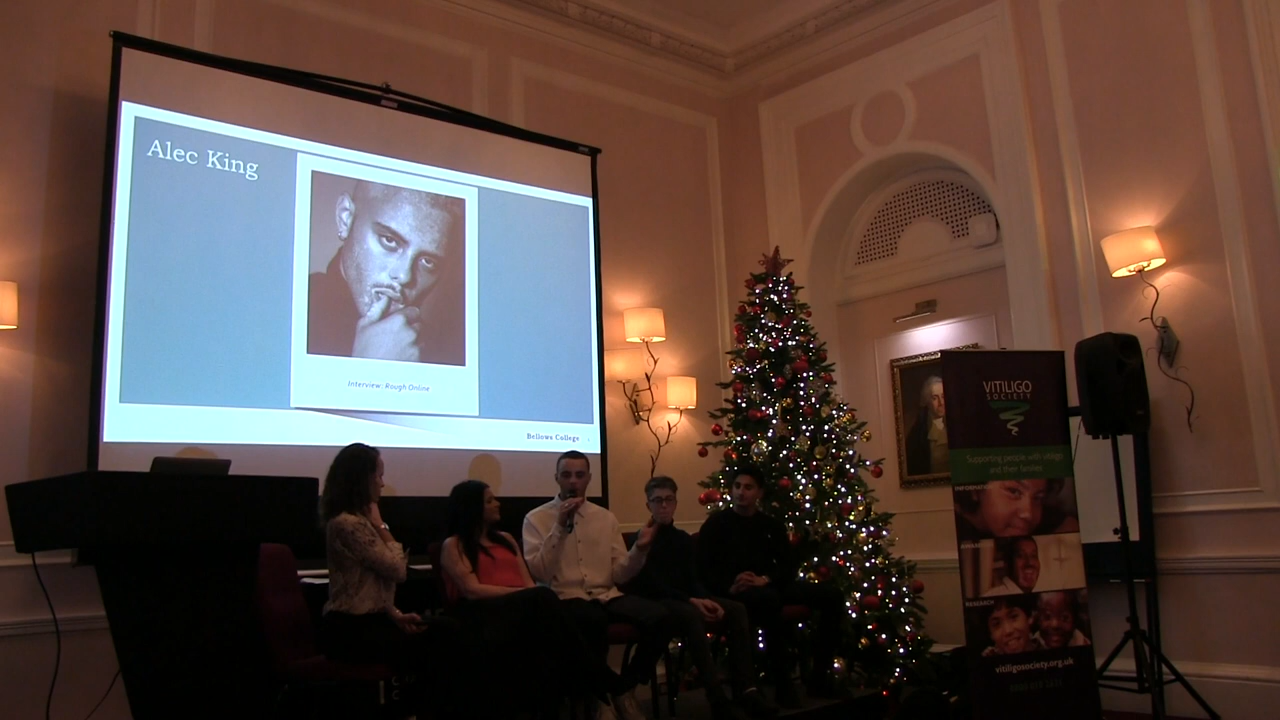 Alec King
Interview: Rough Online
Bellows College
VITILIGO
SOCIETY
Supporting people with vitiligo
and their families
RESEARCH
vitiligosociety.org.uk